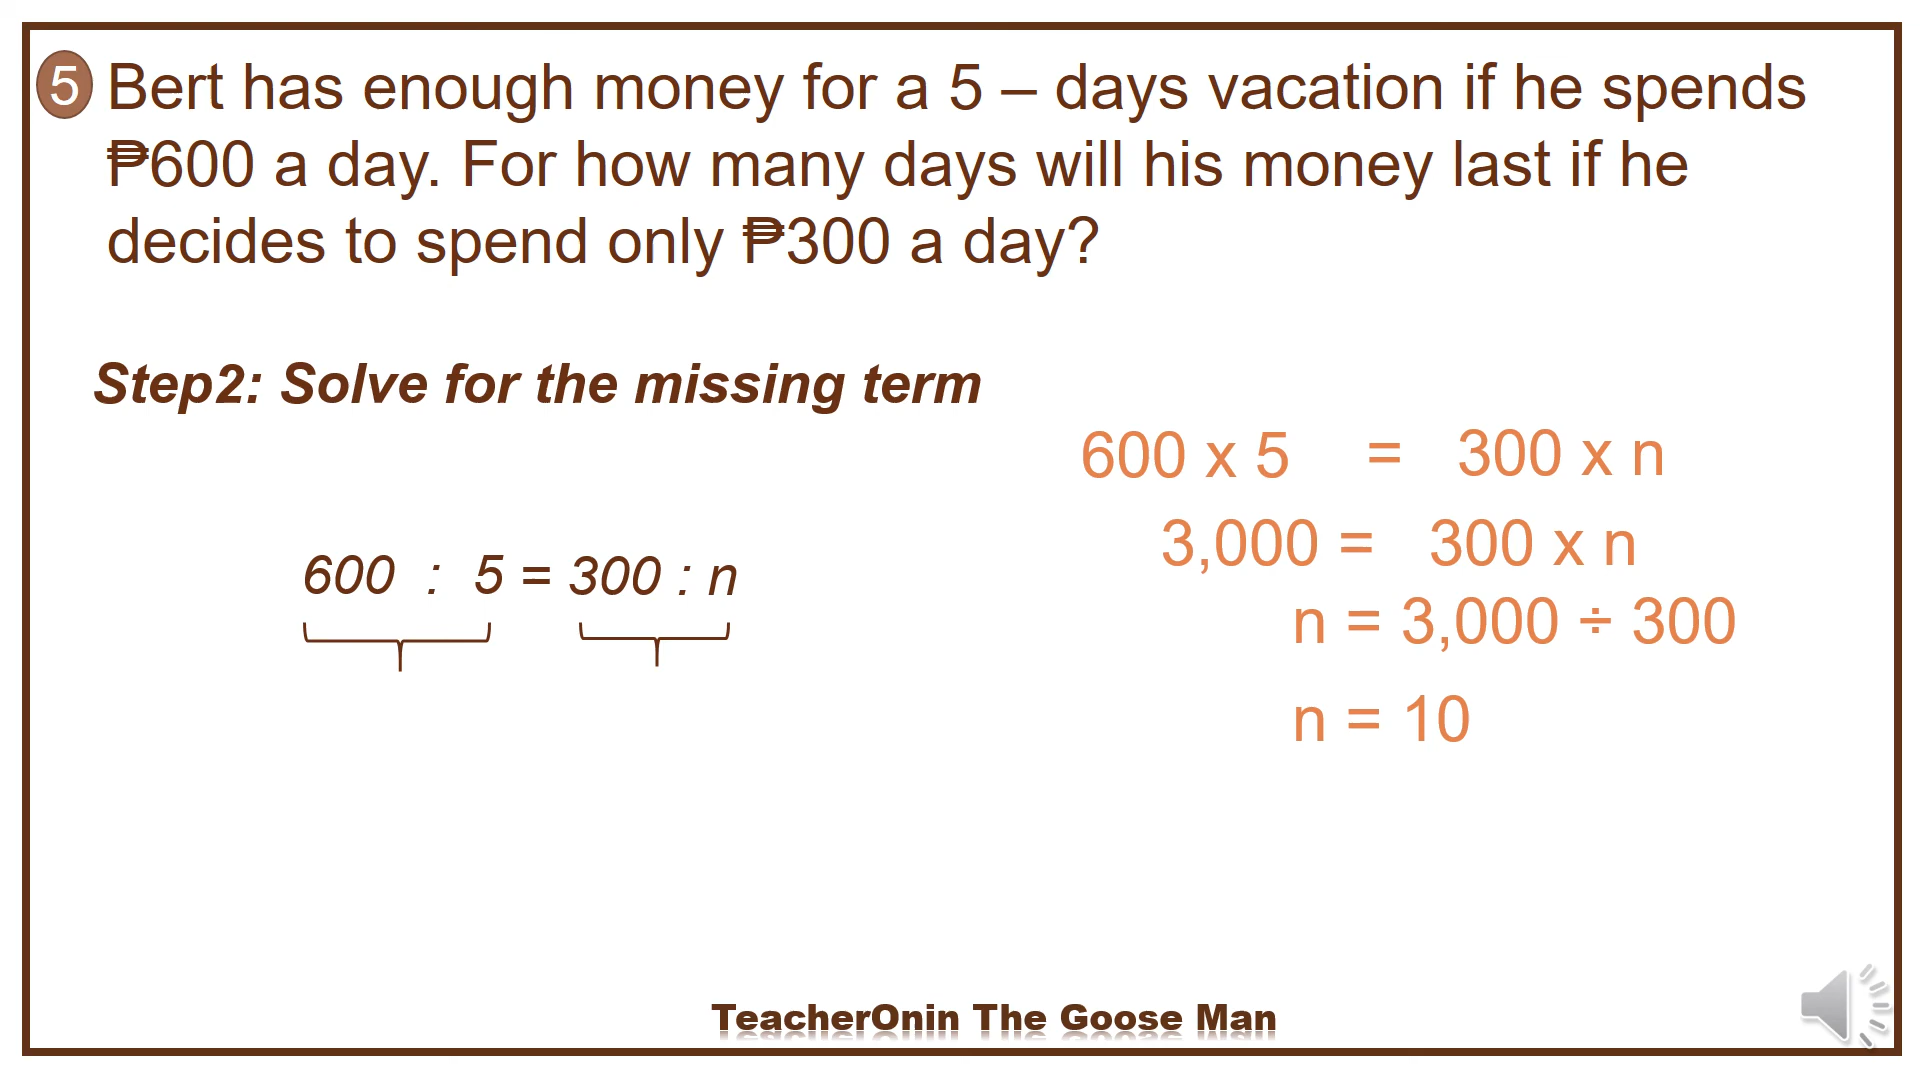 5 Bert has enough money for a 5 – days vacation if he spends
₱600 a day. For how many days will his money last if he
decides to spend only ₱300 a day?
Step2: Solve for the missing term
600 x 5 = 300 x n
3,000 = 300 x n
600 : 5 = 300 : n
n = 3,000 ÷ 300
n = 10
TeacherOnin The Goose Man